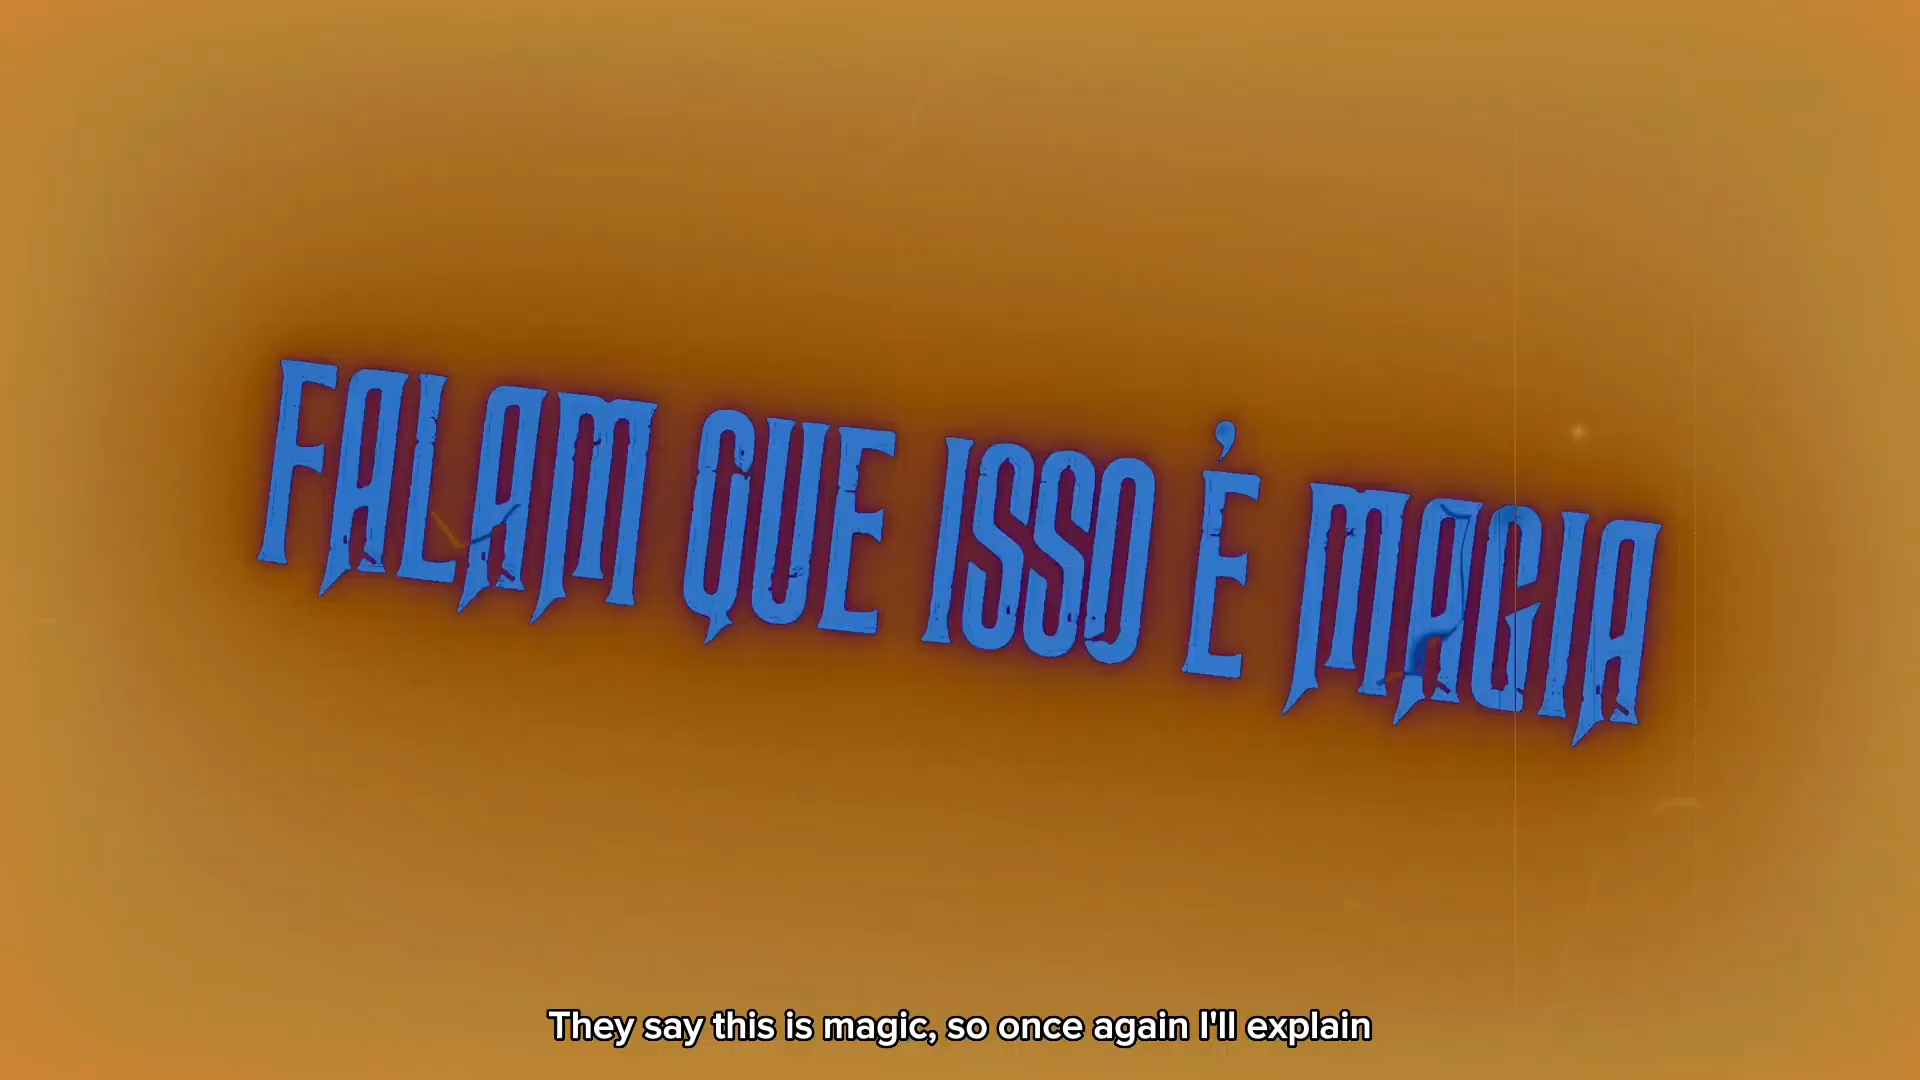 FALAM QUE ISSO É MAGIA
They say this is magic, so once again I'll explain